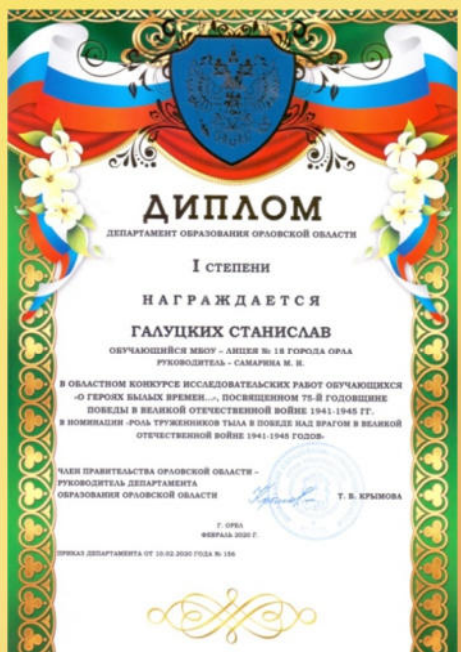 ДИПЛОМ
ДЕПАРТАМЕНТ ОБРАЗОВАНИЯ ОРЛОВСКОЙ ОБЛАСТИ
I СТЕПЕНИ
НАГРАЖДАЕТСЯ
ГАЛУЦКИХ СТАНИСЛАВ
ОБУЧАЮЩИЙСЯ МБОУ – ЛИЦЕЯ № 18 ГОРОДА ОРЛА
РУКОВОДИТЕЛЬ – САМАРИНА М. И.
В ОБЛАСТНОМ КОНКУРСЕ ИССЛЕДОВАТЕЛЬСКИХ РАБОТ ОБУЧАЮЩИХСЯ
«О ГЕРОЯХ БЫЛЫХ ВРЕМЕН...», ПОСВЯЩЕННОМ 75-Й ГОДОВЩИНЕ
ПОБЕДЫ В ВЕЛИКОЙ ОТЕЧЕСТВЕННОЙ ВОЙНЕ 1941-1945 ГГ.
В НОМИНАЦИИ «РОЛЬ ТРУЖЕННИКОВ ТЫЛА В ПОБЕДЕ НАД ВРАГОМ В ВЕЛИКОЙ
ОТЕЧЕСТВЕННОЙ ВОЙНЕ 1941-1945 ГОДОВ»
ЧЛЕН ПРАВИТЕЛЬСТВА ОРЛОВСКОЙ ОБЛАСТИ –
РУКОВОДИТЕЛЬ ДЕПАРТАМЕНТА
ОБРАЗОВАНИЯ ОРЛОВСКОЙ ОБЛАСТИ Т. В. КРЫМОВА
Г. ОРЕЛ
ФЕВРАЛЬ 2020 Г.
ПРИКАЗ ДЕПАРТАМЕНТА ОТ 10.02.2020 ГОДА № 156